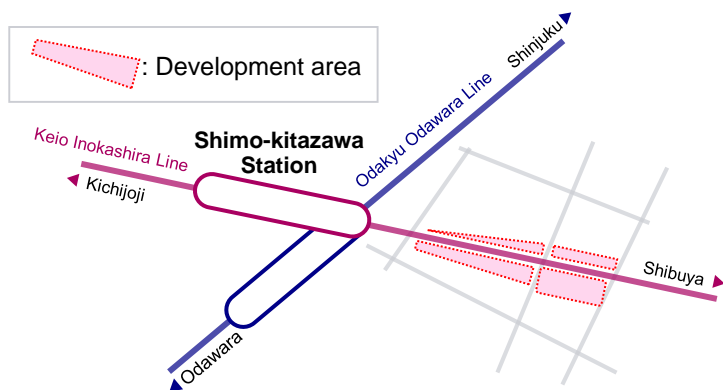 : Development area
Shinjuku
Odakyu Odawara Line
Shimo-kitazawa
Station
Keio Inokashira Line
Kichijoji
Shibuya
Odawara